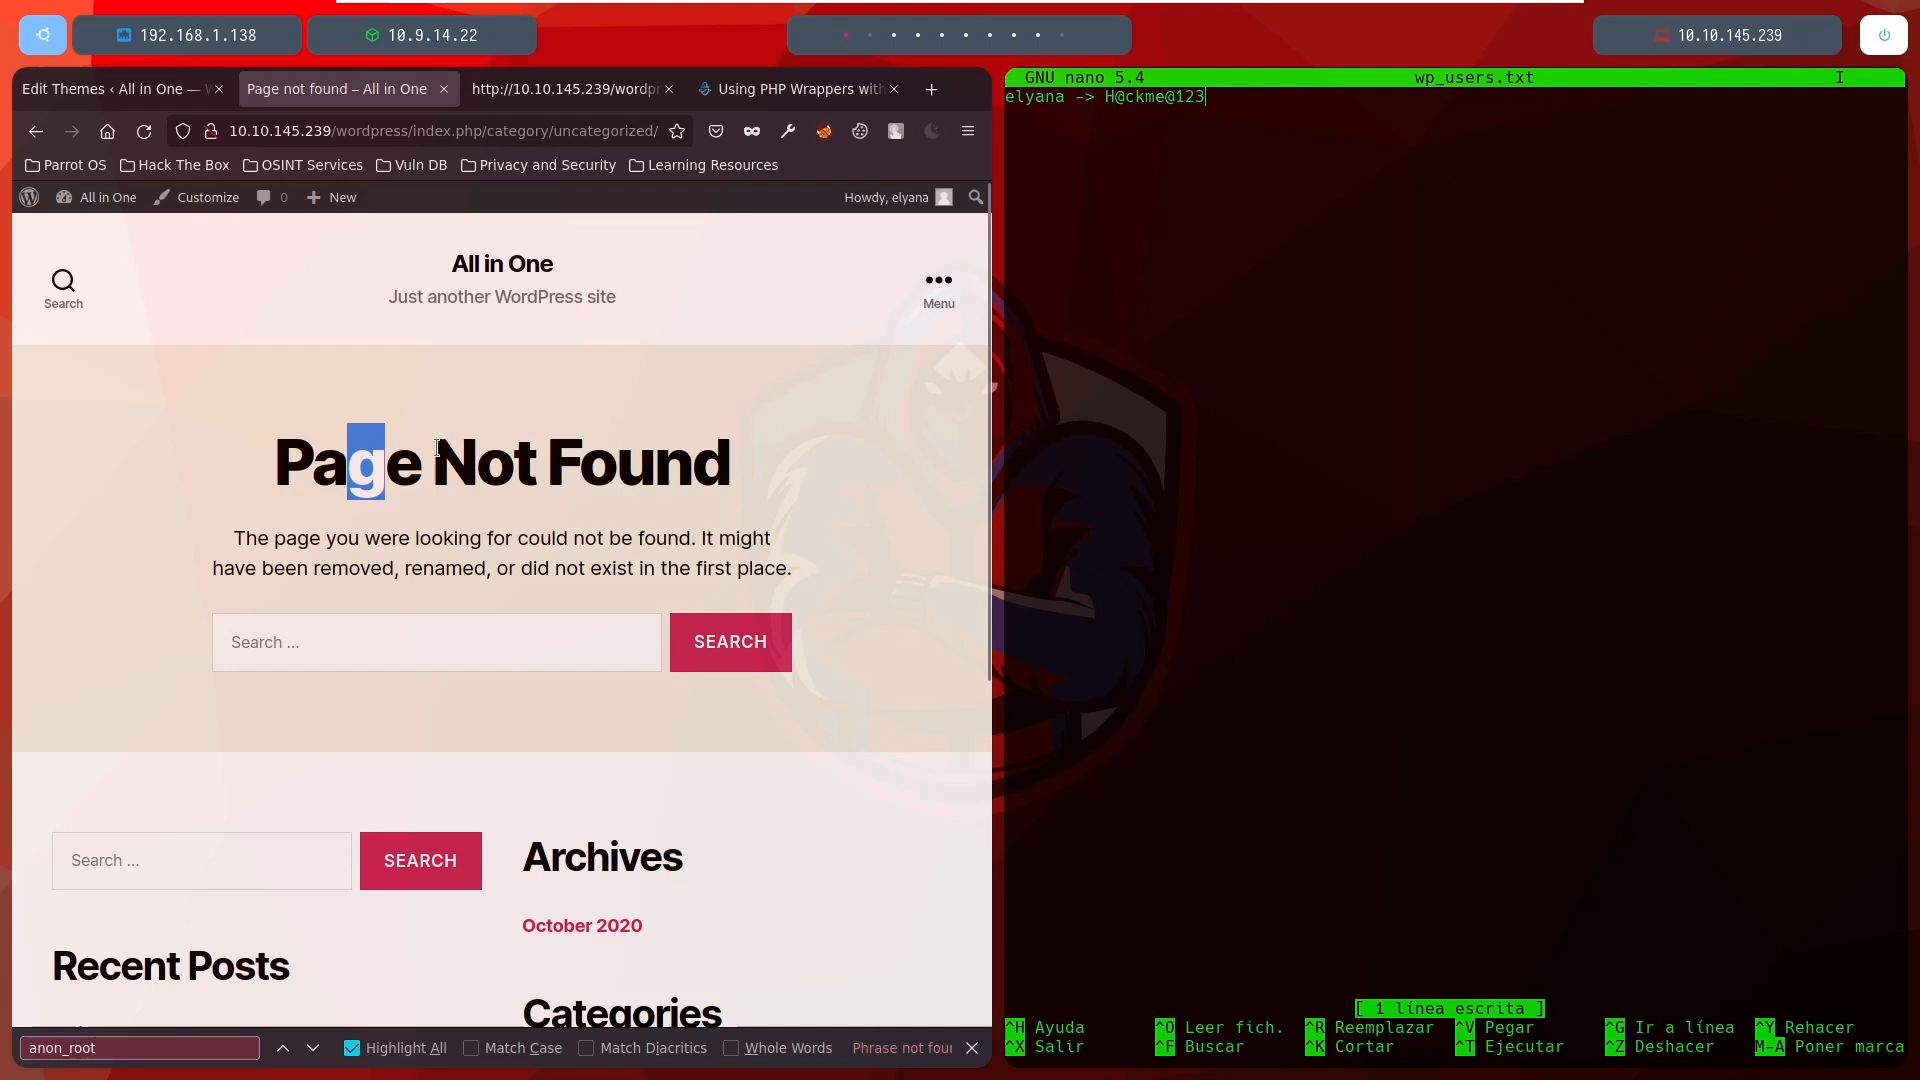 192.168.1.138
10.9.14.22
10.10.145.239
Edit Themes ‹ All in One — W
Page not found – All in One
http://10.10.145.239/wordpr
Using PHP Wrappers with
10.10.145.239/wordpress/index.php/category/uncategorized/
Parrot OS
Hack The Box
OSINT Services
Vuln DB
Privacy and Security
Learning Resources
All in One
Customize
0
New
Howdy, elyana
All in One
Just another WordPress site
Search
Menu
Page Not Found
The page you were looking for could not be found. It might
have been removed, renamed, or did not exist in the first place.
Search …
SEARCH
Search …
SEARCH
Archives
October 2020
Recent Posts
Categories
anon_root
Highlight All
Match Case
Match Diacritics
Whole Words
Phrase not four
GNU nano 5.4 wp_users.txt I
elyana -> H@ckme@123
[ 1 línea escrita ]
^H Ayuda ^O Leer fich. ^R Reemplazar ^V Pegar ^G Ir a línea ^Y Rehacer
^X Salir ^F Buscar ^K Cortar ^T Ejecutar ^Z Deshacer M-A Poner marca